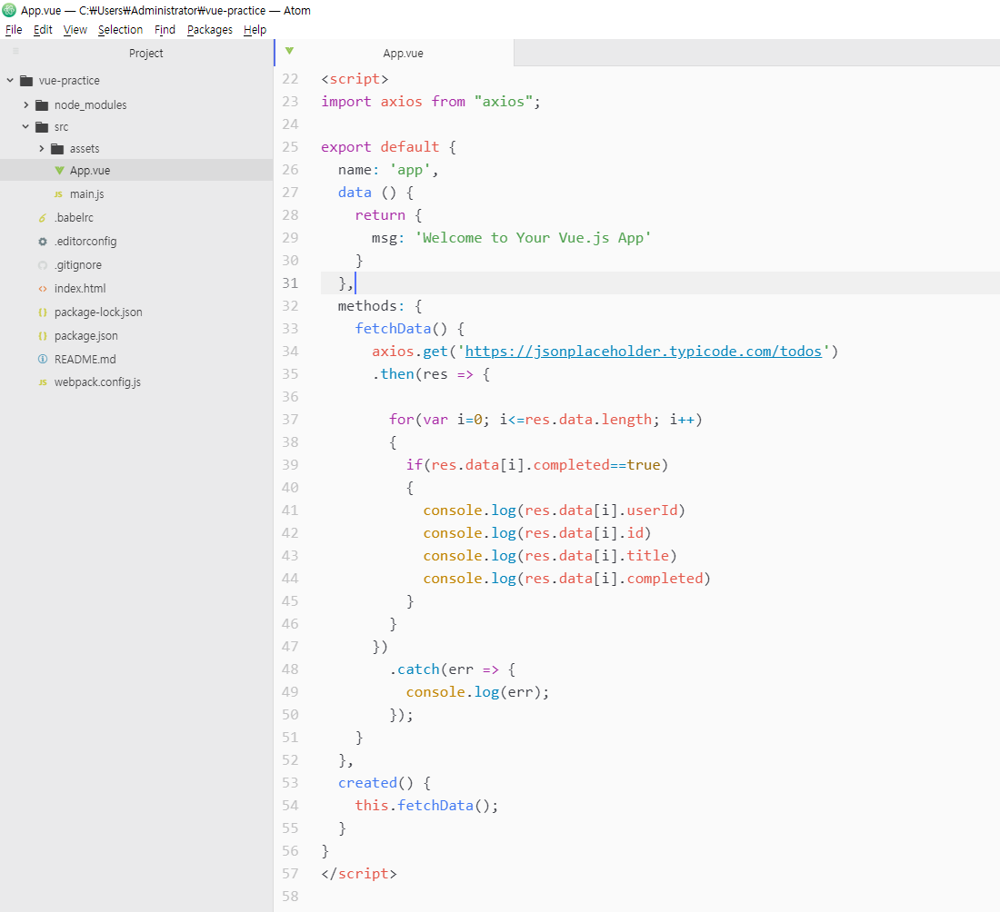 App.vue — C:₩Users₩Administrator₩vue-practice — Atom
File Edit View Selection Find Packages Help
Project
vue-practice
node_modules
src
assets
App.vue
main.js
.babelrc
.editorconfig
.gitignore
index.html
package-lock.json
package.json
README.md
webpack.config.js
App.vue
22 <script>
23 import axios from "axios";
24
25 export default {
26   name: 'app',
27   data () {
28     return {
29       msg: 'Welcome to Your Vue.js App'
30     }
31   },
32   methods: {
33     fetchData() {
34       axios.get('https://jsonplaceholder.typicode.com/todos')
35       .then(res => {
36
37         for(var i=0; i<=res.data.length; i++)
38         {
39           if(res.data[i].completed==true)
40           {
41             console.log(res.data[i].userId)
42             console.log(res.data[i].id)
43             console.log(res.data[i].title)
44             console.log(res.data[i].completed)
45           }
46         }
47       })
48         .catch(err => {
49           console.log(err);
50         });
51     }
52   },
53   created() {
54     this.fetchData();
55   }
56 }
57 </script>
58